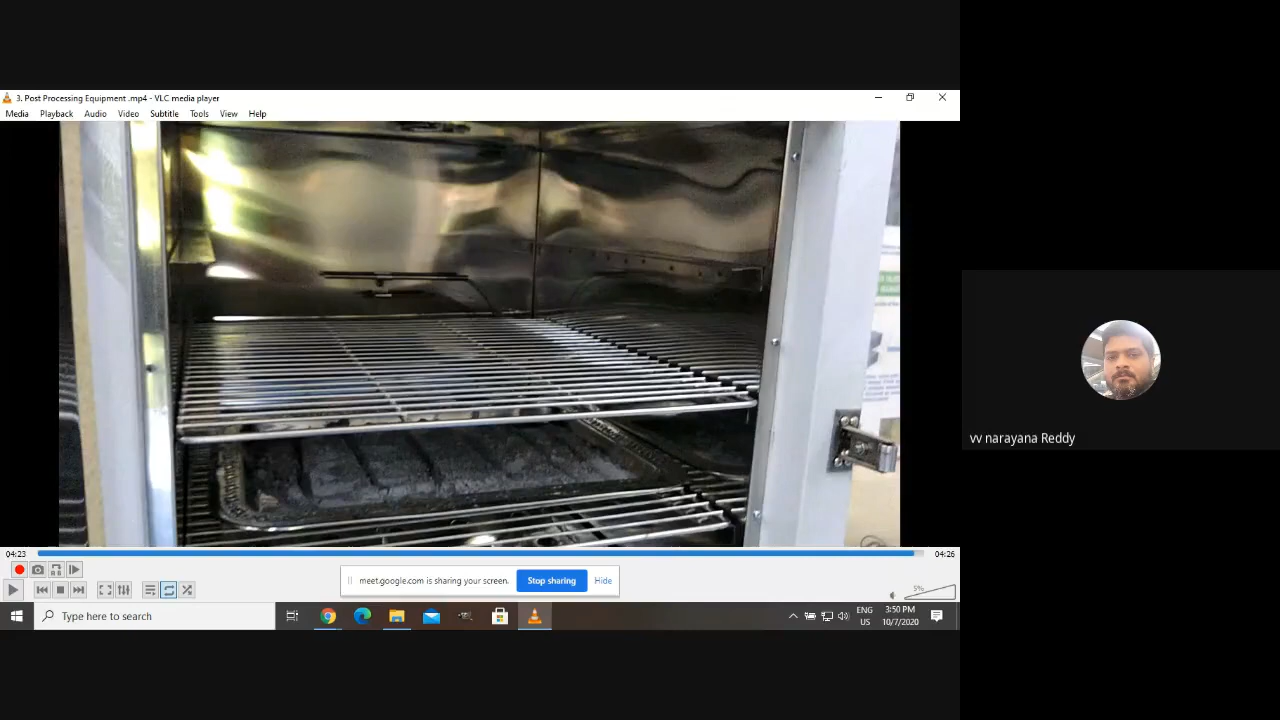 3. Post Processing Equipment .mp4 - VLC media player
Media Playback Audio Video Subtitle Tools View Help
04:23
04:26
meet.google.com is sharing your screen.
Stop sharing
Hide
5%
Type here to search
ENG
US
3:50 PM
10/7/2020
vv narayana Reddy